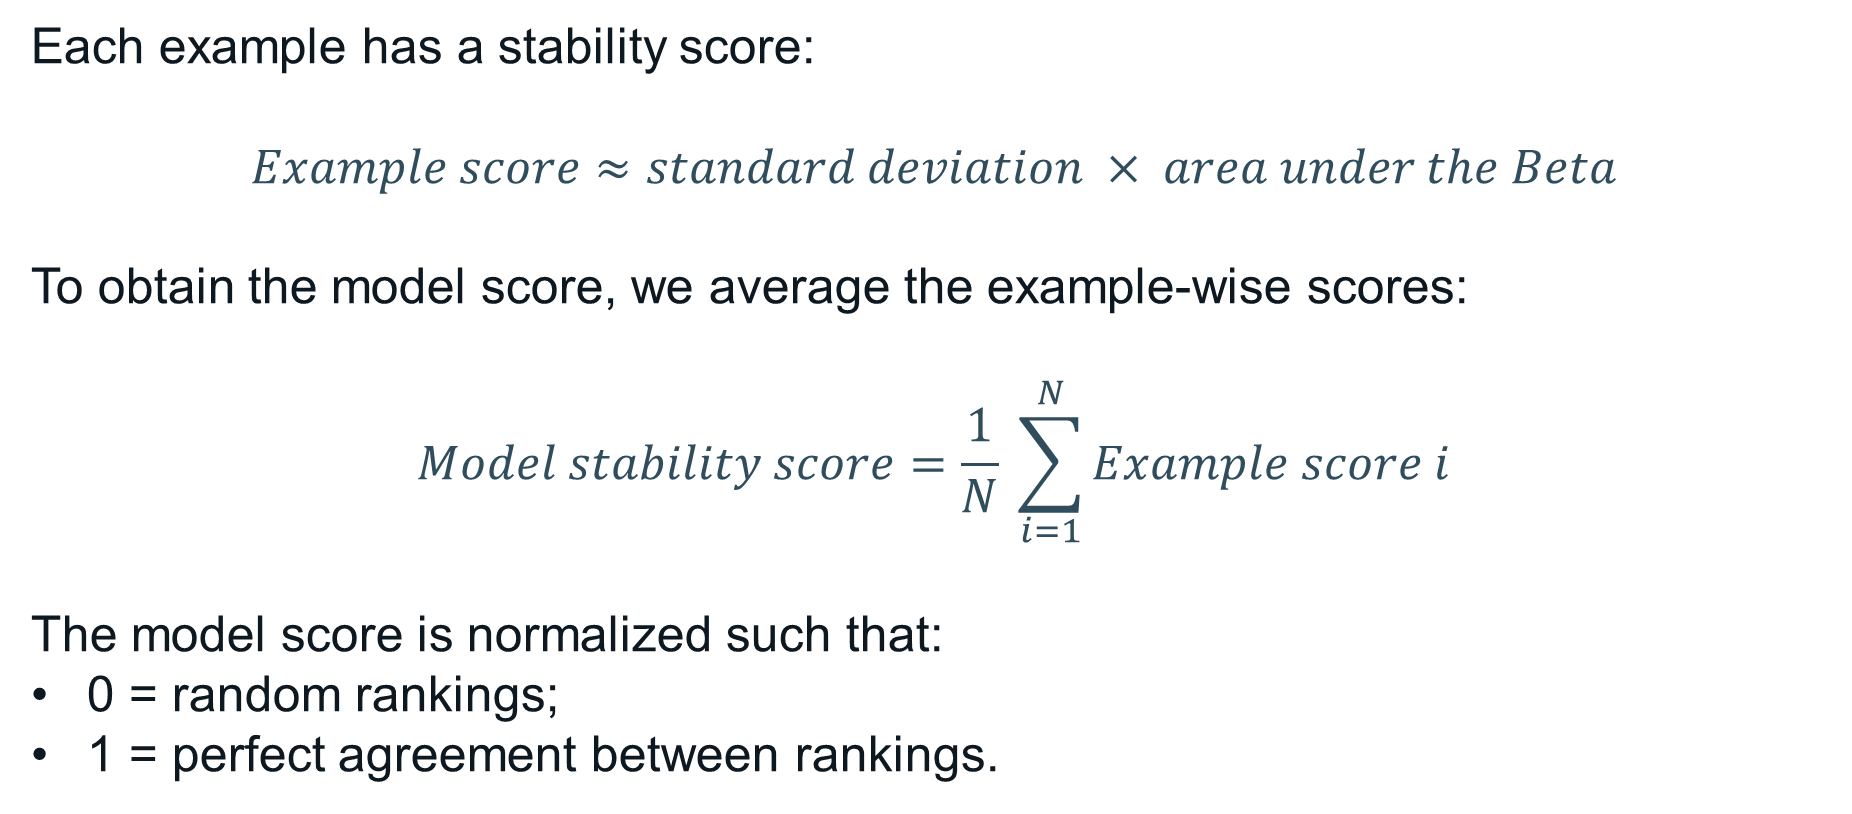 Each example has a stability score:
Example score ≈ standard deviation × area under the Beta
To obtain the model score, we average the example-wise scores:
Model stability score = \frac{1}{N} \sum_{i=1}^{N} Example score i
The model score is normalized such that:
• 0 = random rankings;
• 1 = perfect agreement between rankings.